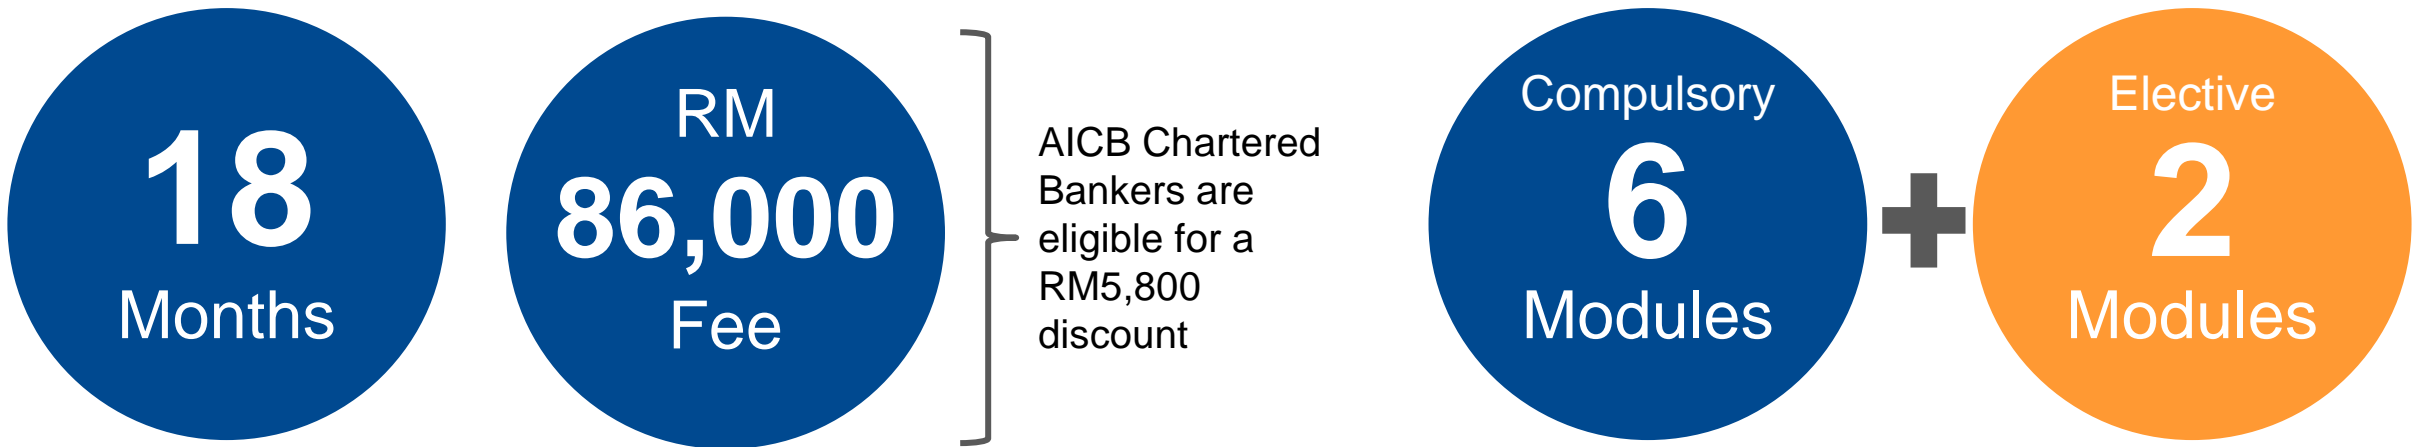 18
Months
RM
86,000
Fee
AICB Chartered
Bankers are
eligible for a
RM5,800
discount
Compulsory
6
Modules
Elective
2
Modules